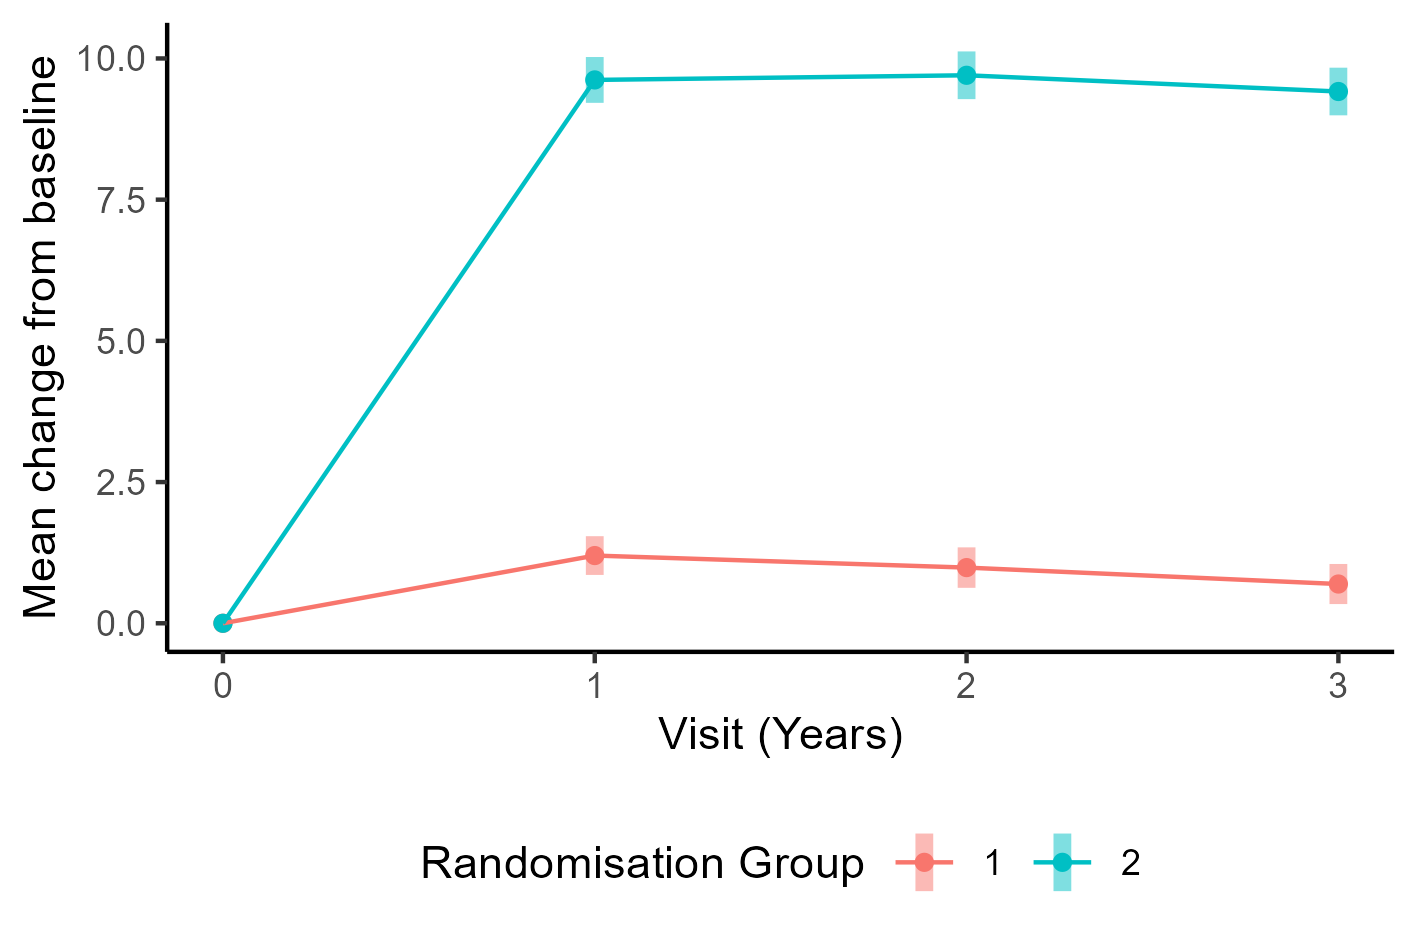 Mean change from baseline
10.0
7.5
5.0
2.5
0.0
0 1 2 3
Visit (Years)
Randomisation Group 1 2